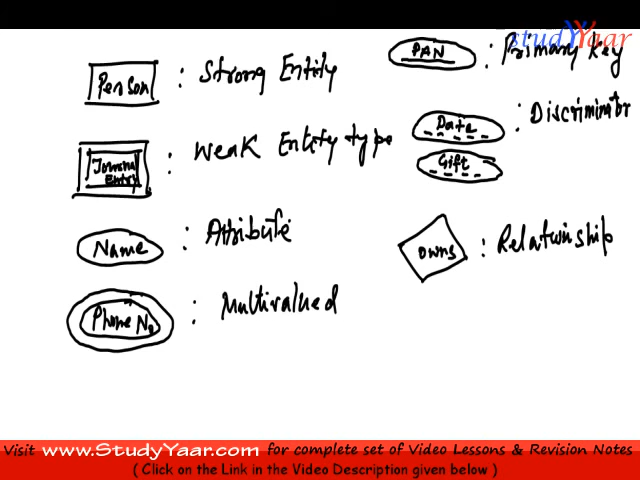 studYYaar
Person : Strong Entity
Journal Entry : Weak Entity type
Name : Attribute
Phone No : Multivalued
PAN : Primary Key
Date : Discriminator
Gift
owns : Relationship
Visit www.StudyYaar.com for complete set of Video Lessons & Revision Notes
( Click on the Link in the Video Description given below )